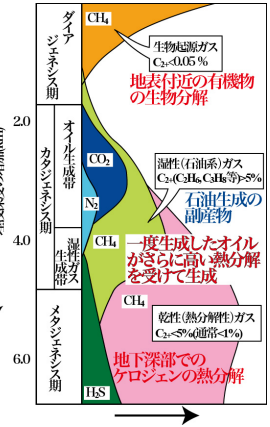 ダイア
ジェネシス期
CH4
生物起源ガス
C2+<0.05 %
地表付近の有機物
の生物分解
2.0
カタジェネシス期
オイル生成帯
CO2
N2
湿性(石油系)ガス
C2+(C2H6,C3H8等)>5%
石油生成の
副産物
4.0
湿性ガス
生成帯
CH4
一度生成したオイル
がさらに高い熱分解
を受けて生成
メタジェネシス期
CH4
乾性(熱分解性)ガス
C2+<5%(通常<1%)
地下深部での
ケロジェンの熱分解
6.0
H2S